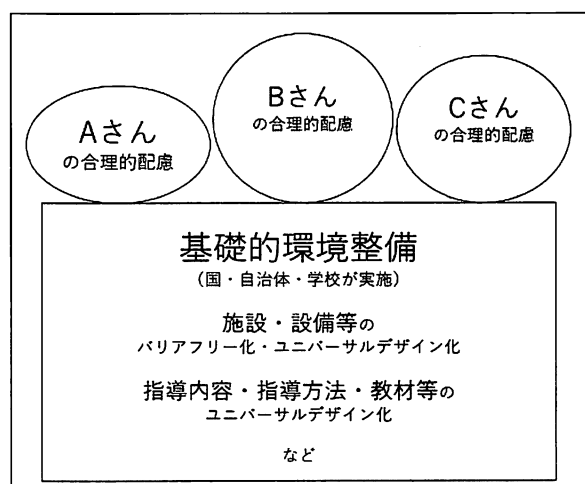 Aさん
の合理的配慮
Bさん
の合理的配慮
Cさん
の合理的配慮
基礎的環境整備
(国・自治体・学校が実施)
施設・設備等の
バリアフリー化・ユニバーサルデザイン化
指導内容・指導方法・教材等の
ユニバーサルデザイン化
など